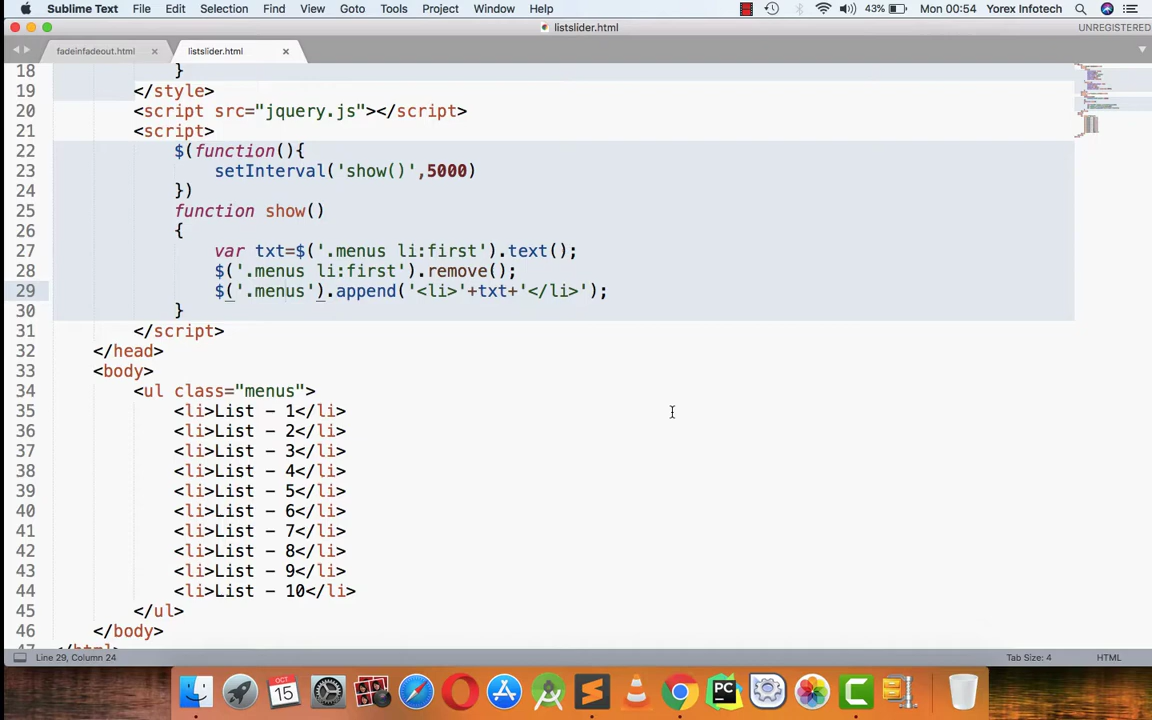 Sublime Text File Edit Selection Find View Goto Tools Project Window Help 43% Mon 00:54 Yorex Infotech
listslider.html UNREGISTERED
fadeinfadeout.html × listslider.html ×
18 }
19 </style>
20 <script src="jquery.js"></script>
21 <script>
22 $(function(){
23 setInterval('show()',5000)
24 })
25 function show()
26 {
27 var txt=$('.menus li:first').text();
28 $('.menus li:first').remove();
29 $('.menus').append('<li>'+txt+'</li>');
30 }
31 </script>
32 </head>
33 <body>
34 <ul class="menus">
35 <li>List - 1</li>
36 <li>List - 2</li>
37 <li>List - 3</li>
38 <li>List - 4</li>
39 <li>List - 5</li>
40 <li>List - 6</li>
41 <li>List - 7</li>
42 <li>List - 8</li>
43 <li>List - 9</li>
44 <li>List - 10</li>
45 </ul>
46 </body>
Line 29, Column 24 Tab Size: 4 HTML
OCT
15
PC